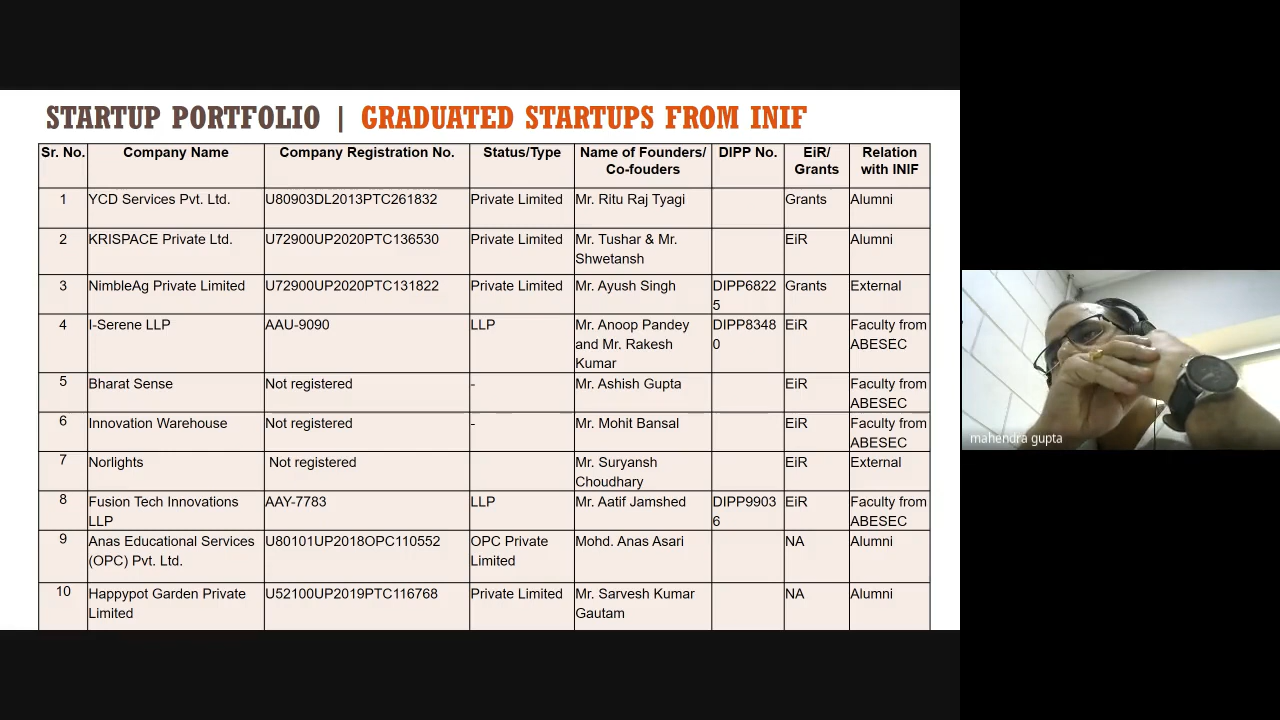 STARTUP PORTFOLIO | GRADUATED STARTUPS FROM INIF
Sr. No. Company Name Company Registration No. Status/Type Name of Founders/ Co-fouders DIPP No. EiR/ Grants Relation with INIF
1 YCD Services Pvt. Ltd. U80903DL2013PTC261832 Private Limited Mr. Ritu Raj Tyagi Grants Alumni
2 KRISPACE Private Ltd. U72900UP2020PTC136530 Private Limited Mr. Tushar & Mr. Shwetansh EiR Alumni
3 NimbleAg Private Limited U72900UP2020PTC131822 Private Limited Mr. Ayush Singh DIPP68225 Grants External
4 I-Serene LLP AAU-9090 LLP Mr. Anoop Pandey and Mr. Rakesh Kumar DIPP83480 EiR Faculty from ABESEC
5 Bharat Sense Not registered - Mr. Ashish Gupta EiR Faculty from ABESEC
6 Innovation Warehouse Not registered - Mr. Mohit Bansal EiR Faculty from ABESEC
7 Norlights Not registered Mr. Suryansh Choudhary EiR External
8 Fusion Tech Innovations LLP AAY-7783 LLP Mr. Aatif Jamshed DIPP99036 EiR Faculty from ABESEC
9 Anas Educational Services (OPC) Pvt. Ltd. U80101UP2018OPC110552 OPC Private Limited Mohd. Anas Asari NA Alumni
10 Happypot Garden Private Limited U52100UP2019PTC116768 Private Limited Mr. Sarvesh Kumar Gautam NA Alumni
mahendra gupta